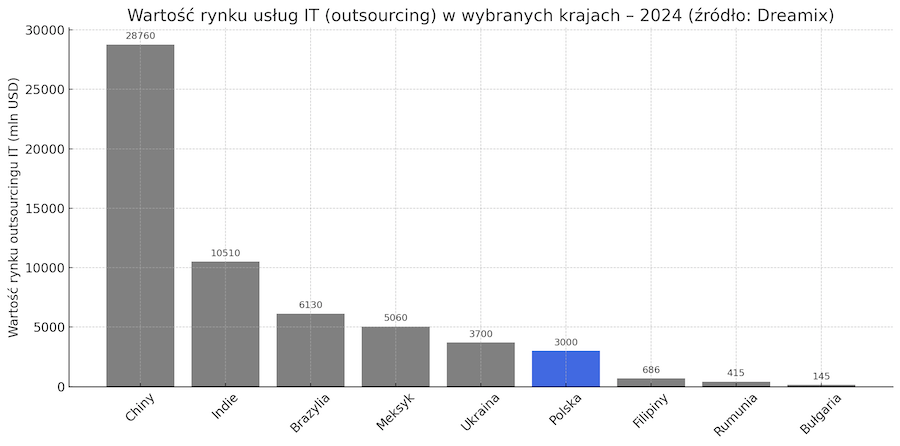 Wartość rynku usług IT (outsourcing) w wybranych krajach – 2024 (źródło: Dreamix)
Wartość rynku outsourcingu IT (mln USD)
30000
25000
20000
15000
10000
5000
0
28760
10510
6130
5060
3700
3000
686
415
145
Chiny
Indie
Brazylia
Meksyk
Ukraina
Polska
Filipiny
Rumunia
Bułgaria